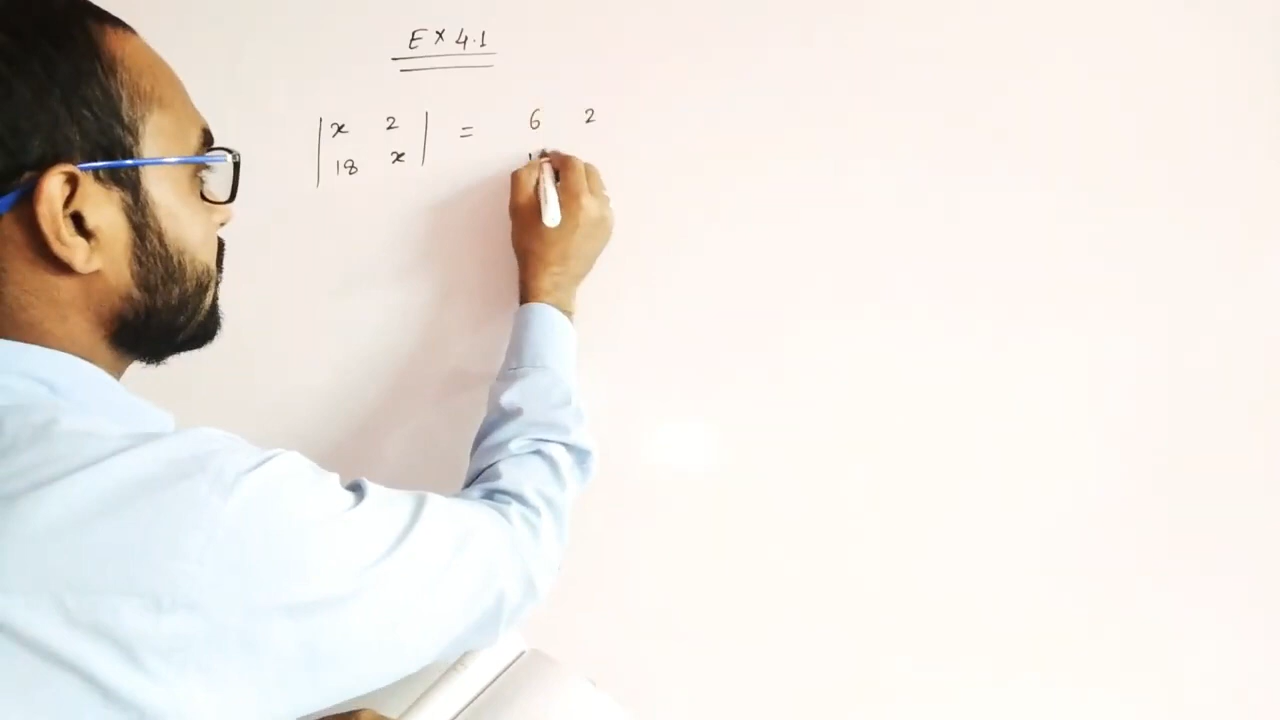 Ex 4.1
| x 2 | = 6 2
| 18 x |